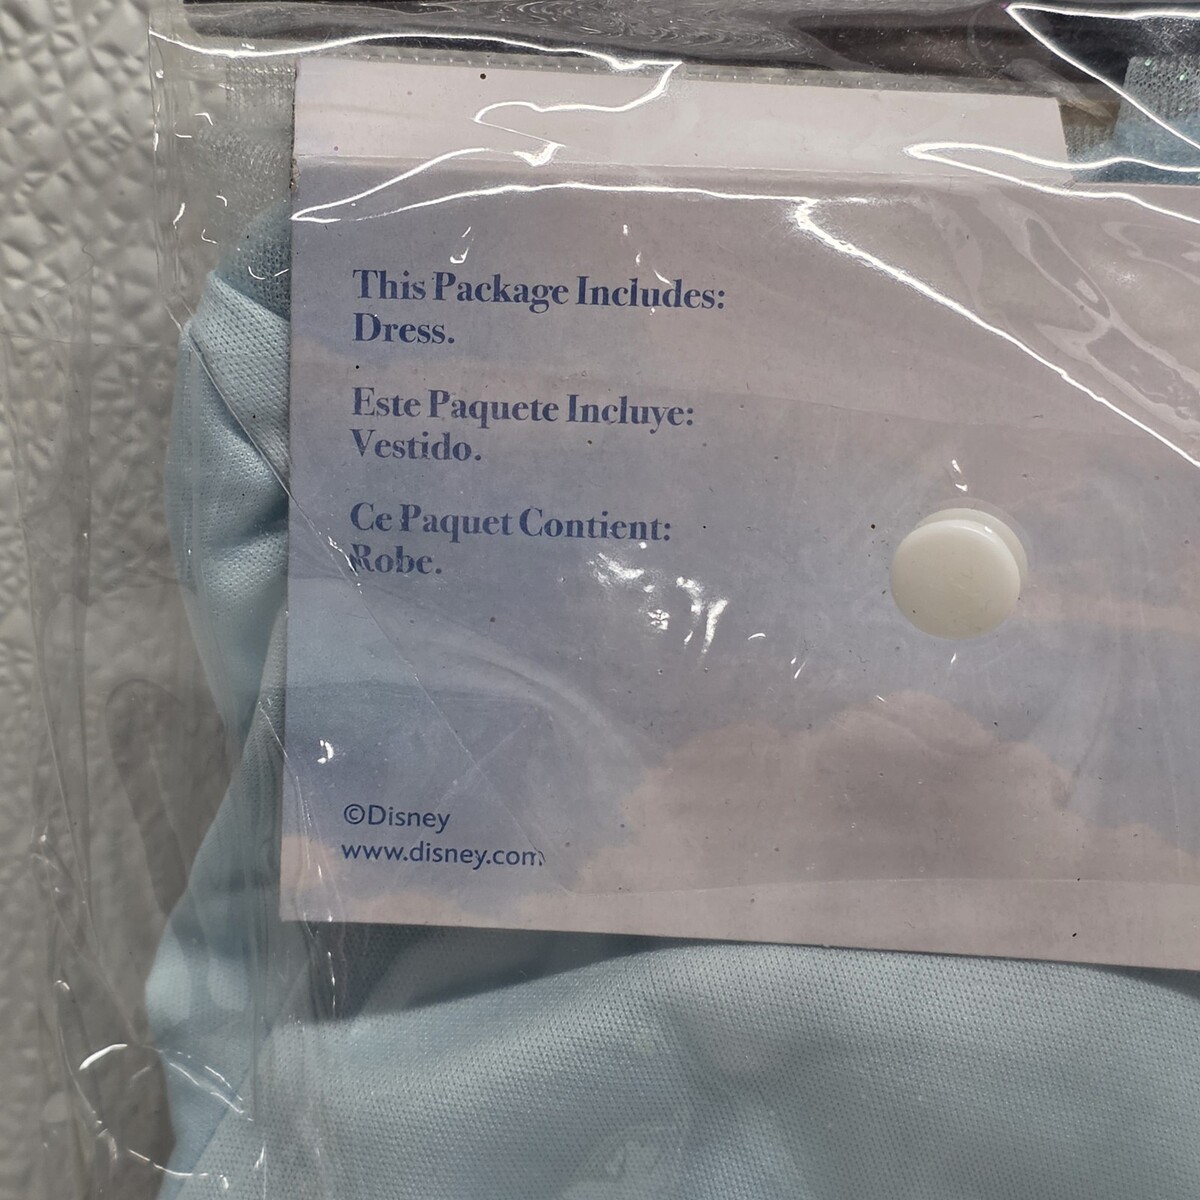 This Package Includes:
Dress.
Este Paquete Incluye:
Vestido.
Ce Paquet Contient:
Robe.
©Disney
www.disney.com